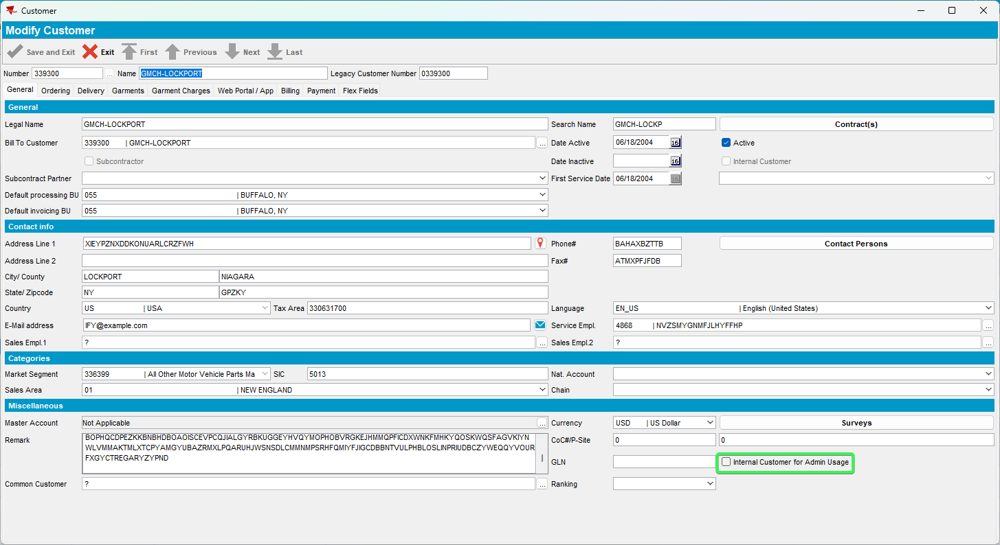 Customer
Modify Customer
Save and Exit Exit First Previous Next Last
Number 339300 ... Name GMCH-LOCKPORT Legacy Customer Number 0339300
General Ordering Delivery Garments Garment Charges Web Portal / App Billing Payment Flex Fields
General
Legal Name GMCH-LOCKPORT Search Name GMCH-LOCKP Contract(s)
Bill To Customer 339300 | GMCH-LOCKPORT ... Date Active 06/18/2004 16 Active
Subcontractor Date Inactive 16 Internal Customer
Subcontract Partner First Service Date 06/18/2004 16
Default processing BU 055 | BUFFALO, NY
Default invoicing BU 055 | BUFFALO, NY
Contact info
Address Line 1 XIEYPZNXDDKONUARLCRZFWH Phone# BAHAXBZTTB Contact Persons
Address Line 2 Fax# ATMXPFJFDB
City/ County LOCKPORT NIAGARA
State/ Zipcode NY GPZKY
Country US | USA Tax Area 330631700 Language EN_US | English (United States)
E-Mail address IFY@example.com Service Empl. 4868 | NVZSMYGNMFJLHYFFHP ...
Sales Empl.1 ? ... Sales Empl.2 ? ...
Categories
Market Segment 336399 | All Other Motor Vehicle Parts Ma SIC 5013 Nat. Account
Sales Area 01 | NEW ENGLAND Chain
Miscellaneous
Master Account Not Applicable ... Currency USD | US Dollar Surveys
Remark BOPHQCDPEZKKBNBHDBOAOISCEVPCQJIALGYRBKUGGEYHVQYMOPHOBVRGKEJHMMQPFICDXWNKFMHKYQOSKWQSFAGVKIYN CoC#/P-Site 0 0
WLVMMAKTMLXTCPYAMGYUBAZRMXLPQARUHJWSNSDLCMMNMPSRHFQMIYFJIGCDBBNTVULPHBLOSLINPRIUDBCZYWEQQYVOUR
FXGYCTREGARYZYPND
GLN Internal Customer for Admin Usage
Common Customer ? ... Ranking